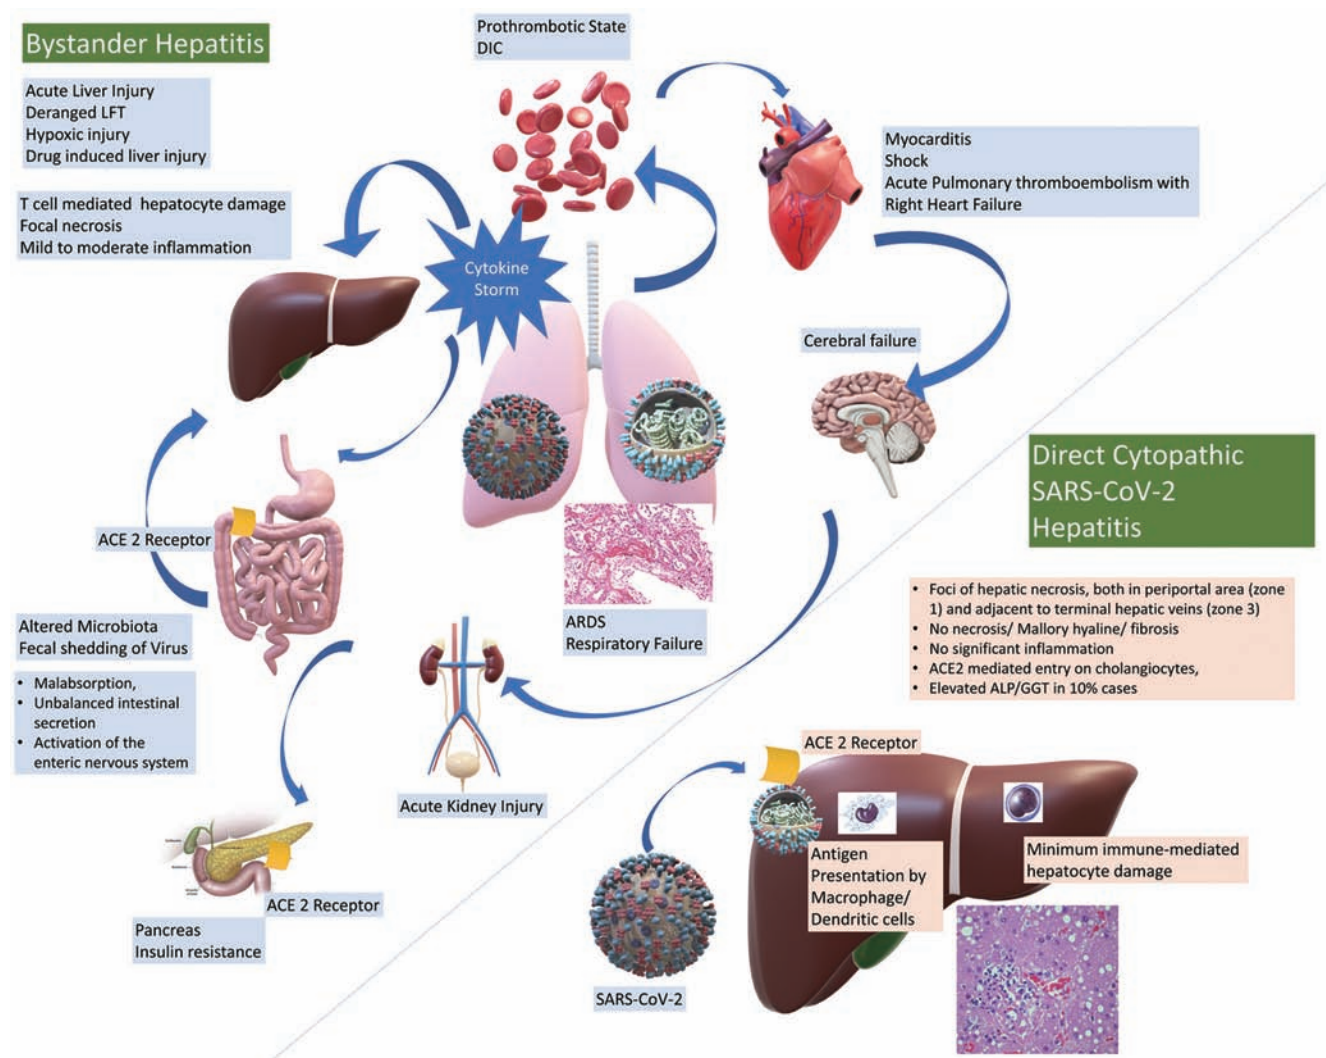 Bystander Hepatitis
Acute Liver Injury
Deranged LFT
Hypoxic injury
Drug induced liver injury
T cell mediated hepatocyte damage
Focal necrosis
Mild to moderate inflammation
Prothrombotic State
DIC
Cytokine
Storm
Myocarditis
Shock
Acute Pulmonary thromboembolism with
Right Heart Failure
Cerebral failure
ACE 2 Receptor
Altered Microbiota
Fecal shedding of Virus
• Malabsorption,
• Unbalanced intestinal
secretion
• Activation of the
enteric nervous system
ARDS
Respiratory Failure
Acute Kidney Injury
ACE 2 Receptor
Pancreas
Insulin resistance
Direct Cytopathic
SARS-CoV-2
Hepatitis
• Foci of hepatic necrosis, both in periportal area (zone
1) and adjacent to terminal hepatic veins (zone 3)
• No necrosis/ Mallory hyaline/ fibrosis
• No significant inflammation
• ACE2 mediated entry on cholangiocytes,
• Elevated ALP/GGT in 10% cases
ACE 2 Receptor
Antigen
Presentation by
Macrophage/
Dendritic cells
Minimum immune-mediated
hepatocyte damage
SARS-CoV-2